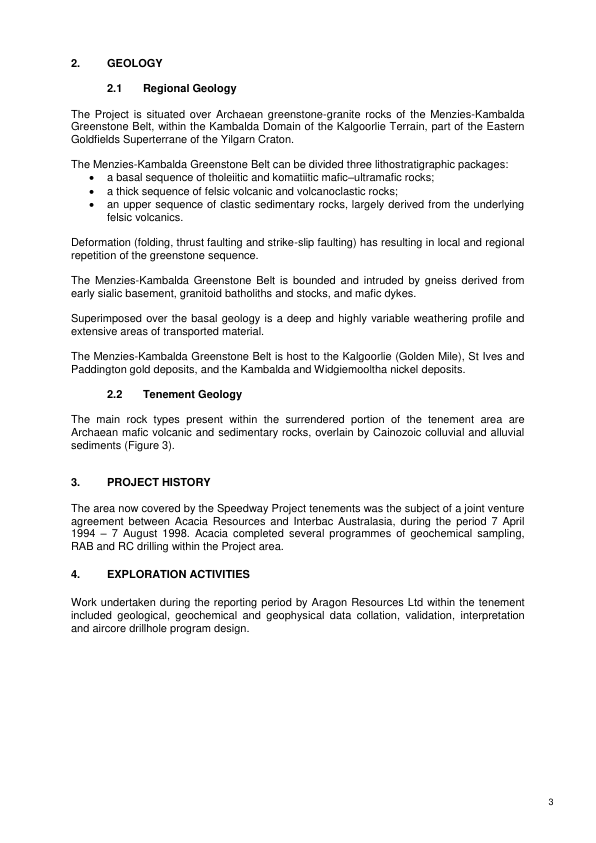 2. GEOLOGY
2.1 Regional Geology
The Project is situated over Archaean greenstone-granite rocks of the Menzies-Kambalda
Greenstone Belt, within the Kambalda Domain of the Kalgoorlie Terrain, part of the Eastern
Goldfields Superterrane of the Yilgarn Craton.
The Menzies-Kambalda Greenstone Belt can be divided three lithostratigraphic packages:
• a basal sequence of tholeiitic and komatiitic mafic–ultramafic rocks;
• a thick sequence of felsic volcanic and volcanoclastic rocks;
• an upper sequence of clastic sedimentary rocks, largely derived from the underlying
felsic volcanics.
Deformation (folding, thrust faulting and strike-slip faulting) has resulting in local and regional
repetition of the greenstone sequence.
The Menzies-Kambalda Greenstone Belt is bounded and intruded by gneiss derived from
early sialic basement, granitoid batholiths and stocks, and mafic dykes.
Superimposed over the basal geology is a deep and highly variable weathering profile and
extensive areas of transported material.
The Menzies-Kambalda Greenstone Belt is host to the Kalgoorlie (Golden Mile), St Ives and
Paddington gold deposits, and the Kambalda and Widgiemooltha nickel deposits.
2.2 Tenement Geology
The main rock types present within the surrendered portion of the tenement area are
Archaean mafic volcanic and sedimentary rocks, overlain by Cainozoic colluvial and alluvial
sediments (Figure 3).
3. PROJECT HISTORY
The area now covered by the Speedway Project tenements was the subject of a joint venture
agreement between Acacia Resources and Interbac Australasia, during the period 7 April
1994 – 7 August 1998. Acacia completed several programmes of geochemical sampling,
RAB and RC drilling within the Project area.
4. EXPLORATION ACTIVITIES
Work undertaken during the reporting period by Aragon Resources Ltd within the tenement
included geological, geochemical and geophysical data collation, validation, interpretation
and aircore drillhole program design.
3